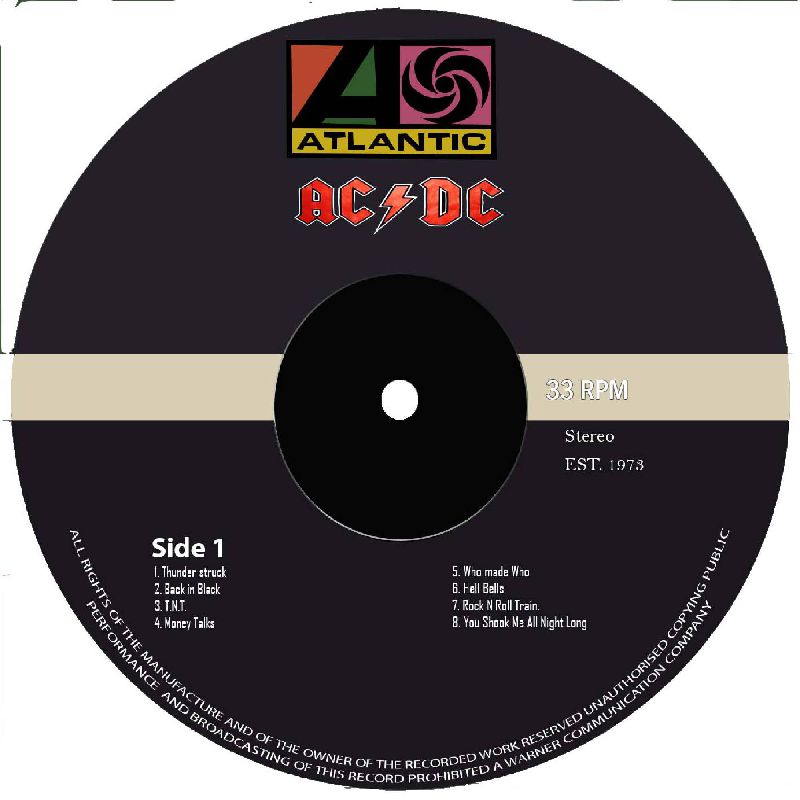 ATLANTIC
AC⚡DC
33 RPM
Stereo
EST. 1973
Side 1
1. Thunder struck
2. Back in Black
3. T.N.T.
4. Money Talks
5. Who made Who
6. Hell Bells
7. Rock N Roll Train.
8. You Shook Me All Night Long
ALL RIGHTS OF THE MANUFACTURE AND OF THE OWNER OF THE RECORDED WORK RESERVED UNAUTHORISED COPYING PUBLIC
PERFORMANCE AND BROADCASTING OF THIS RECORD PROHIBITED A WARNER COMMUNICATION COMPANY